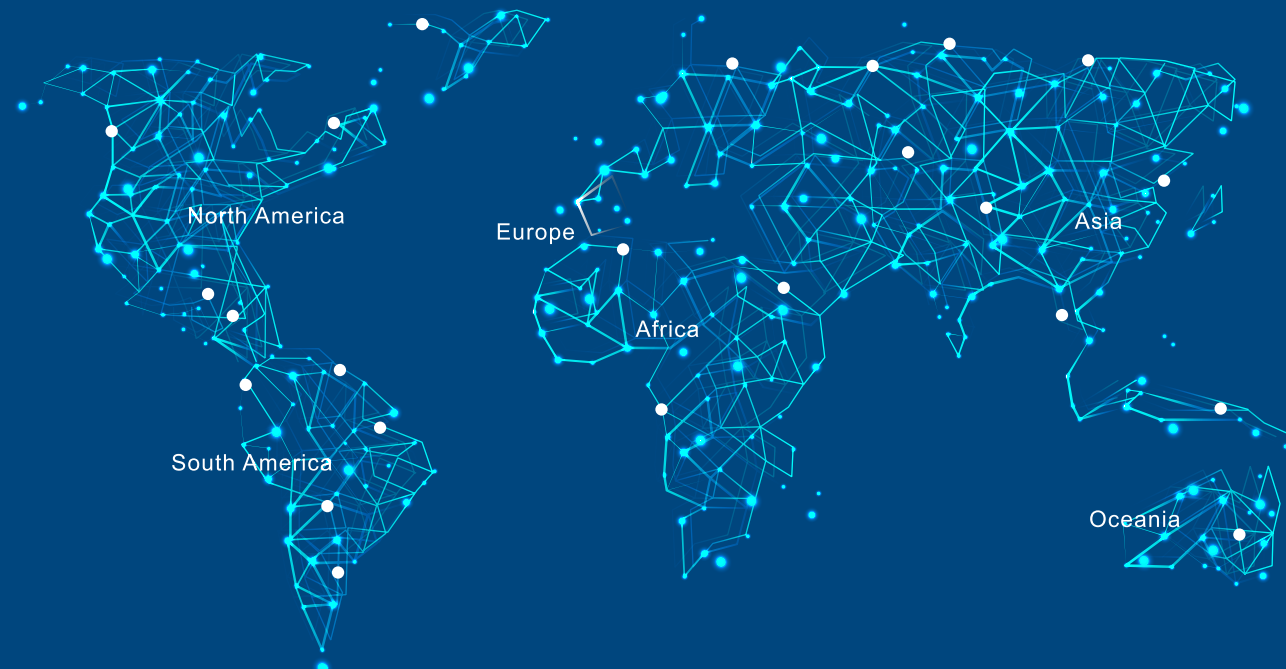 North America
Europe
Asia
Africa
South America
Oceania